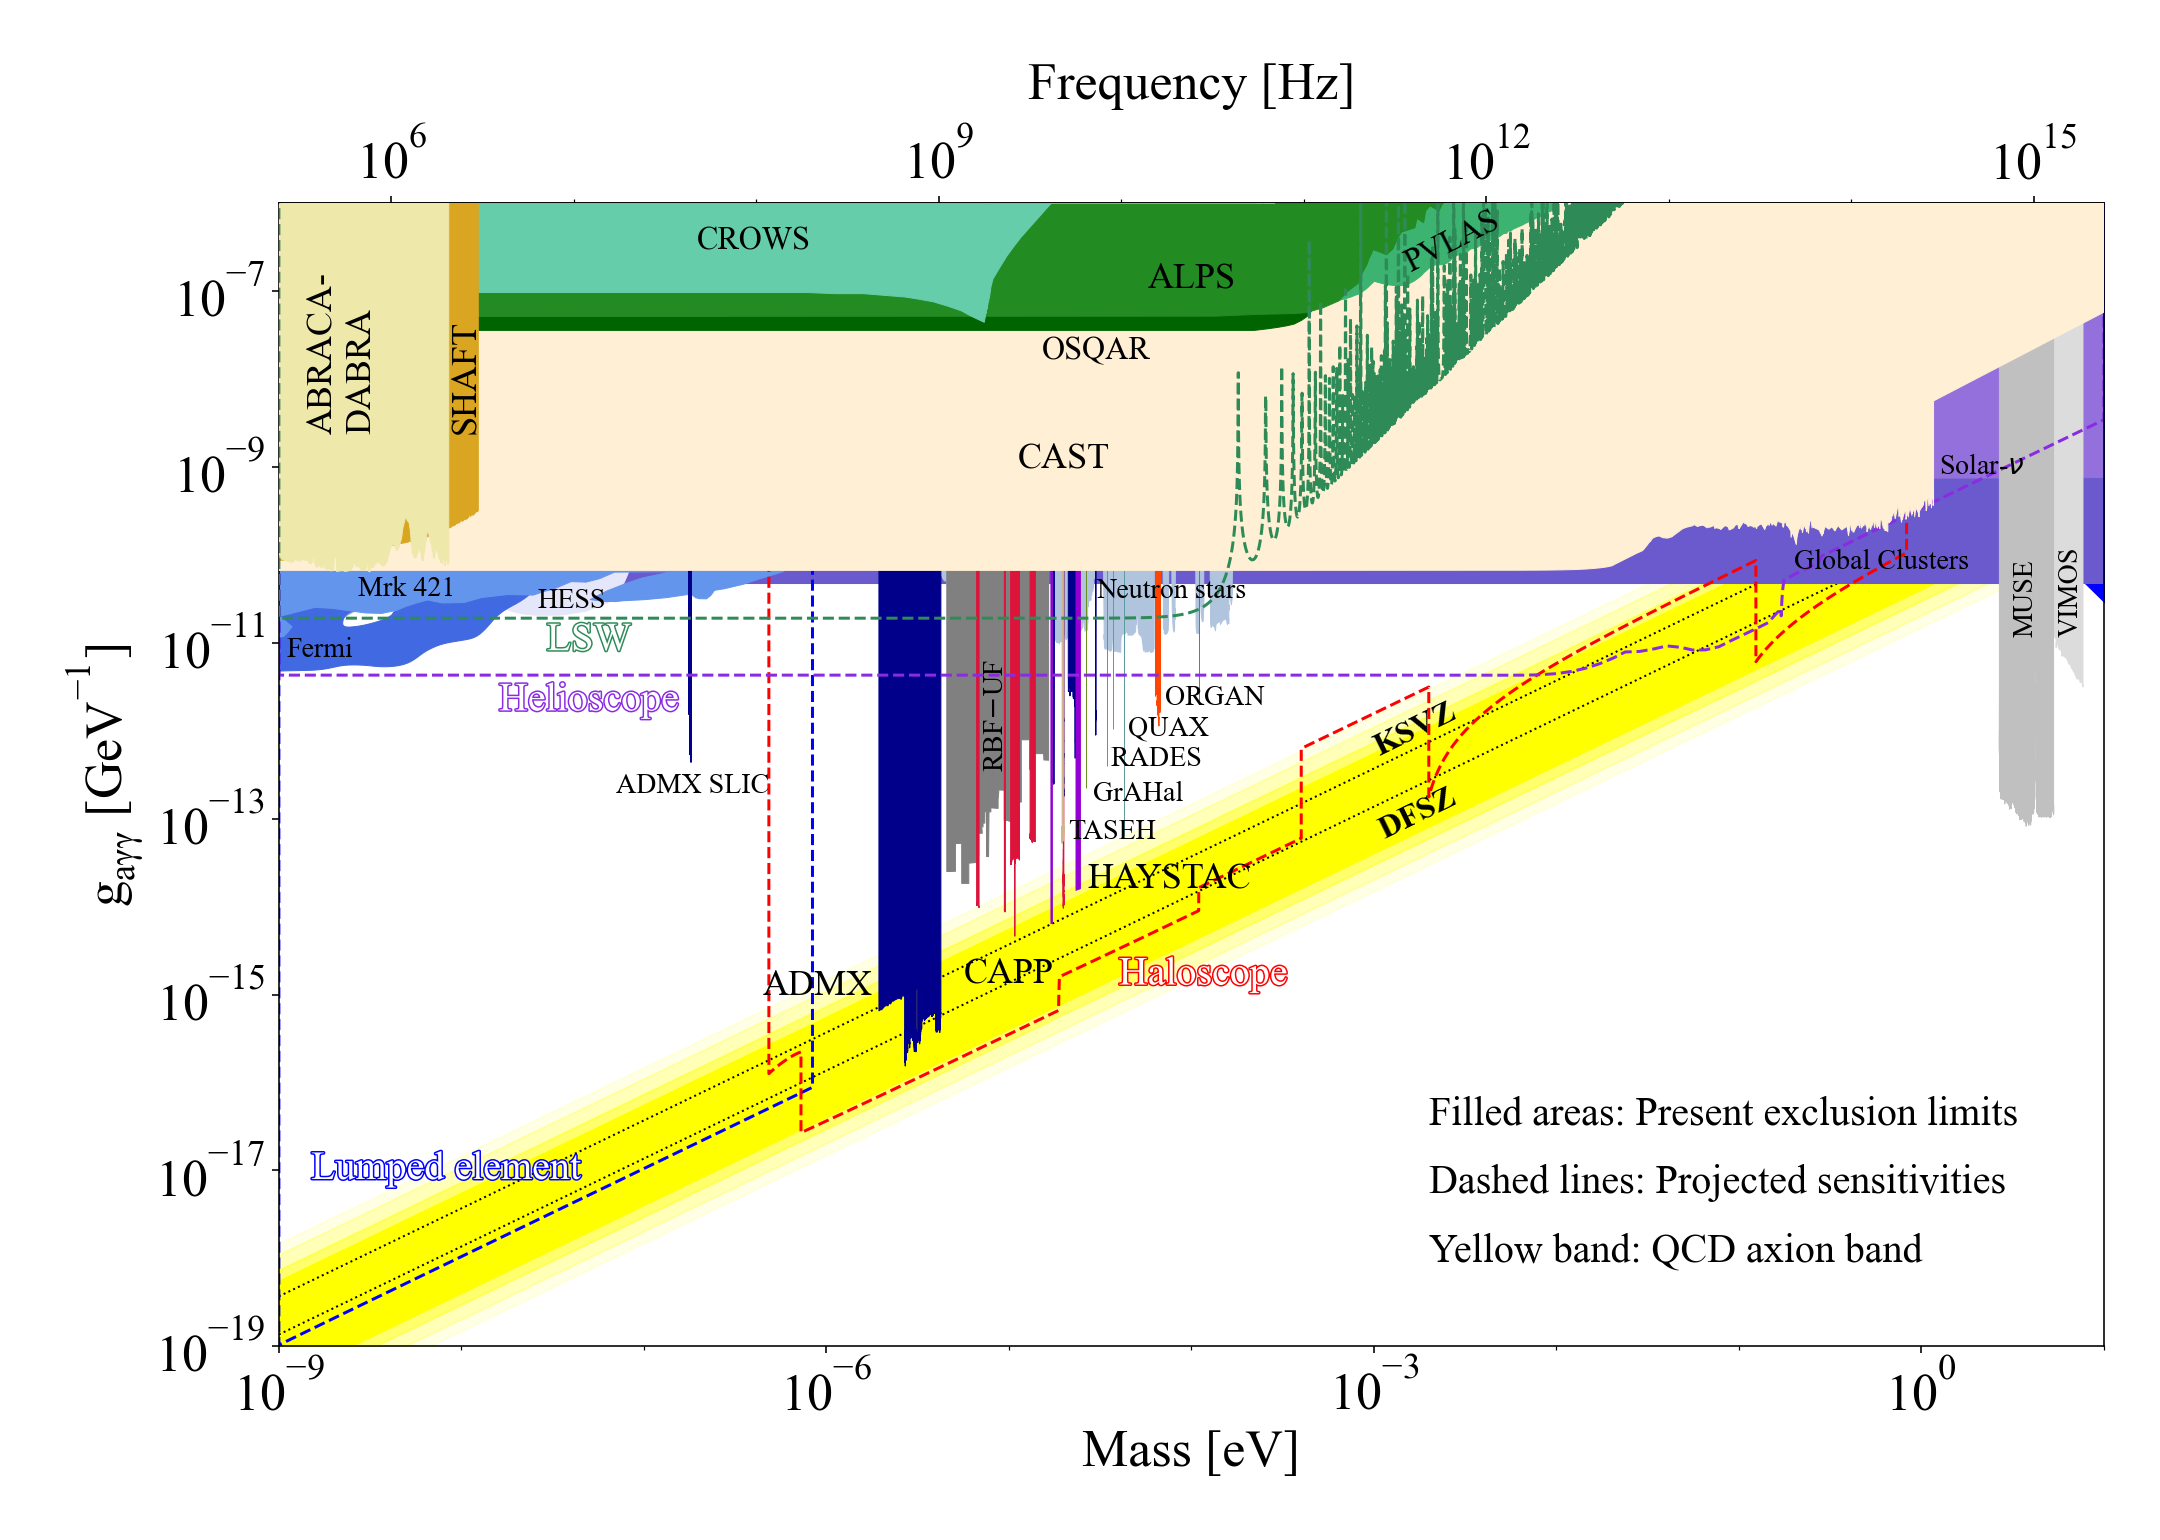 Frequency [Hz]
10^6 10^9 10^12 10^15
CROWS
PVLAS
ALPS
10^−7
ABRACA-
DABRA
SHAFT
OSQAR
CAST
10^−9
Solar-ν
Global Clusters
Mrk 421
HESS
Neutron stars
MUSE
VIMOS
10^−11
Fermi
LSW
Helioscope
RBF−UF
ORGAN
QUAX
RADES
KSVZ
ADMX SLIC
GrAHal
DFSZ
10^−13
TASEH
HAYSTAC
g_aγγ [GeV^−1]
ADMX
CAPP
Haloscope
10^−15
Filled areas: Present exclusion limits
Lumped element
10^−17
Dashed lines: Projected sensitivities
Yellow band: QCD axion band
10^−19
10^−9 10^−6 10^−3 10^0
Mass [eV]